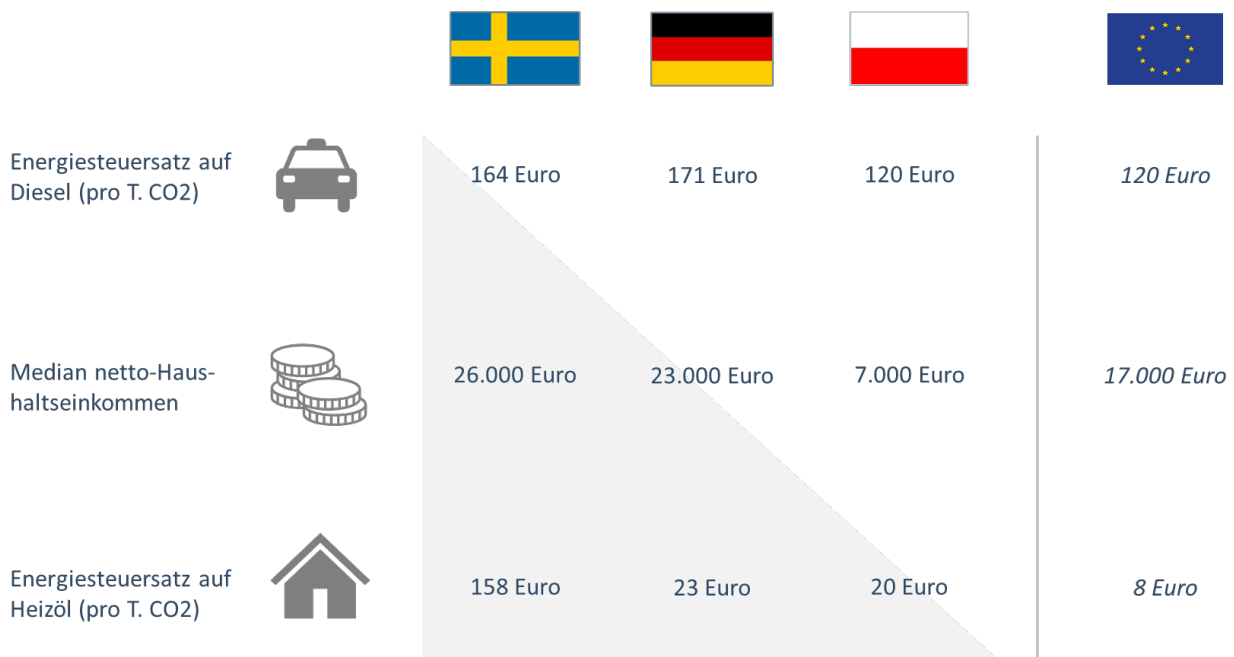 Energiesteuersatz auf
Diesel (pro T. CO2)
164 Euro
171 Euro
120 Euro
120 Euro
Median netto-Haus-
haltseinkommen
26.000 Euro
23.000 Euro
7.000 Euro
17.000 Euro
Energiesteuersatz auf
Heizöl (pro T. CO2)
158 Euro
23 Euro
20 Euro
8 Euro